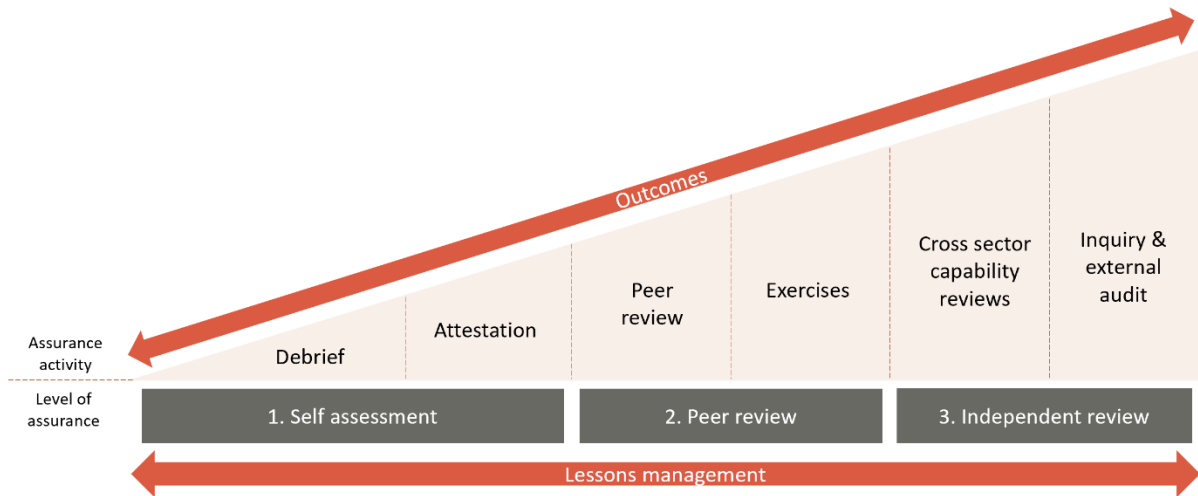 Outcomes
Cross sector
capability
reviews
Inquiry &
external
audit
Peer
review
Exercises
Attestation
Debrief
Assurance
activity
Level of
assurance
1. Self assessment
2. Peer review
3. Independent review
Lessons management